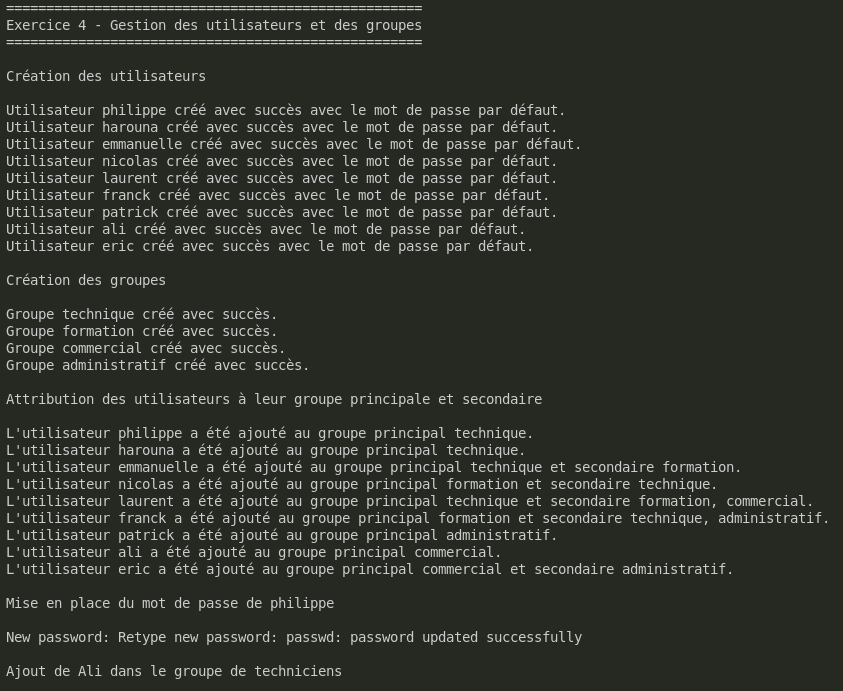 ====================================================
Exercice 4 - Gestion des utilisateurs et des groupes
====================================================
Création des utilisateurs
Utilisateur philippe créé avec succès avec le mot de passe par défaut.
Utilisateur harouna créé avec succès avec le mot de passe par défaut.
Utilisateur emmanuelle créé avec succès avec le mot de passe par défaut.
Utilisateur nicolas créé avec succès avec le mot de passe par défaut.
Utilisateur laurent créé avec succès avec le mot de passe par défaut.
Utilisateur franck créé avec succès avec le mot de passe par défaut.
Utilisateur patrick créé avec succès avec le mot de passe par défaut.
Utilisateur ali créé avec succès avec le mot de passe par défaut.
Utilisateur eric créé avec succès avec le mot de passe par défaut.
Création des groupes
Groupe technique créé avec succès.
Groupe formation créé avec succès.
Groupe commercial créé avec succès.
Groupe administratif créé avec succès.
Attribution des utilisateurs à leur groupe principale et secondaire
L'utilisateur philippe a été ajouté au groupe principal technique.
L'utilisateur harouna a été ajouté au groupe principal technique.
L'utilisateur emmanuelle a été ajouté au groupe principal technique et secondaire formation.
L'utilisateur nicolas a été ajouté au groupe principal formation et secondaire technique.
L'utilisateur laurent a été ajouté au groupe principal technique et secondaire formation, commercial.
L'utilisateur franck a été ajouté au groupe principal formation et secondaire technique, administratif.
L'utilisateur patrick a été ajouté au groupe principal administratif.
L'utilisateur ali a été ajouté au groupe principal commercial.
L'utilisateur eric a été ajouté au groupe principal commercial et secondaire administratif.
Mise en place du mot de passe de philippe
New password: Retype new password: passwd: password updated successfully
Ajout de Ali dans le groupe de techniciens